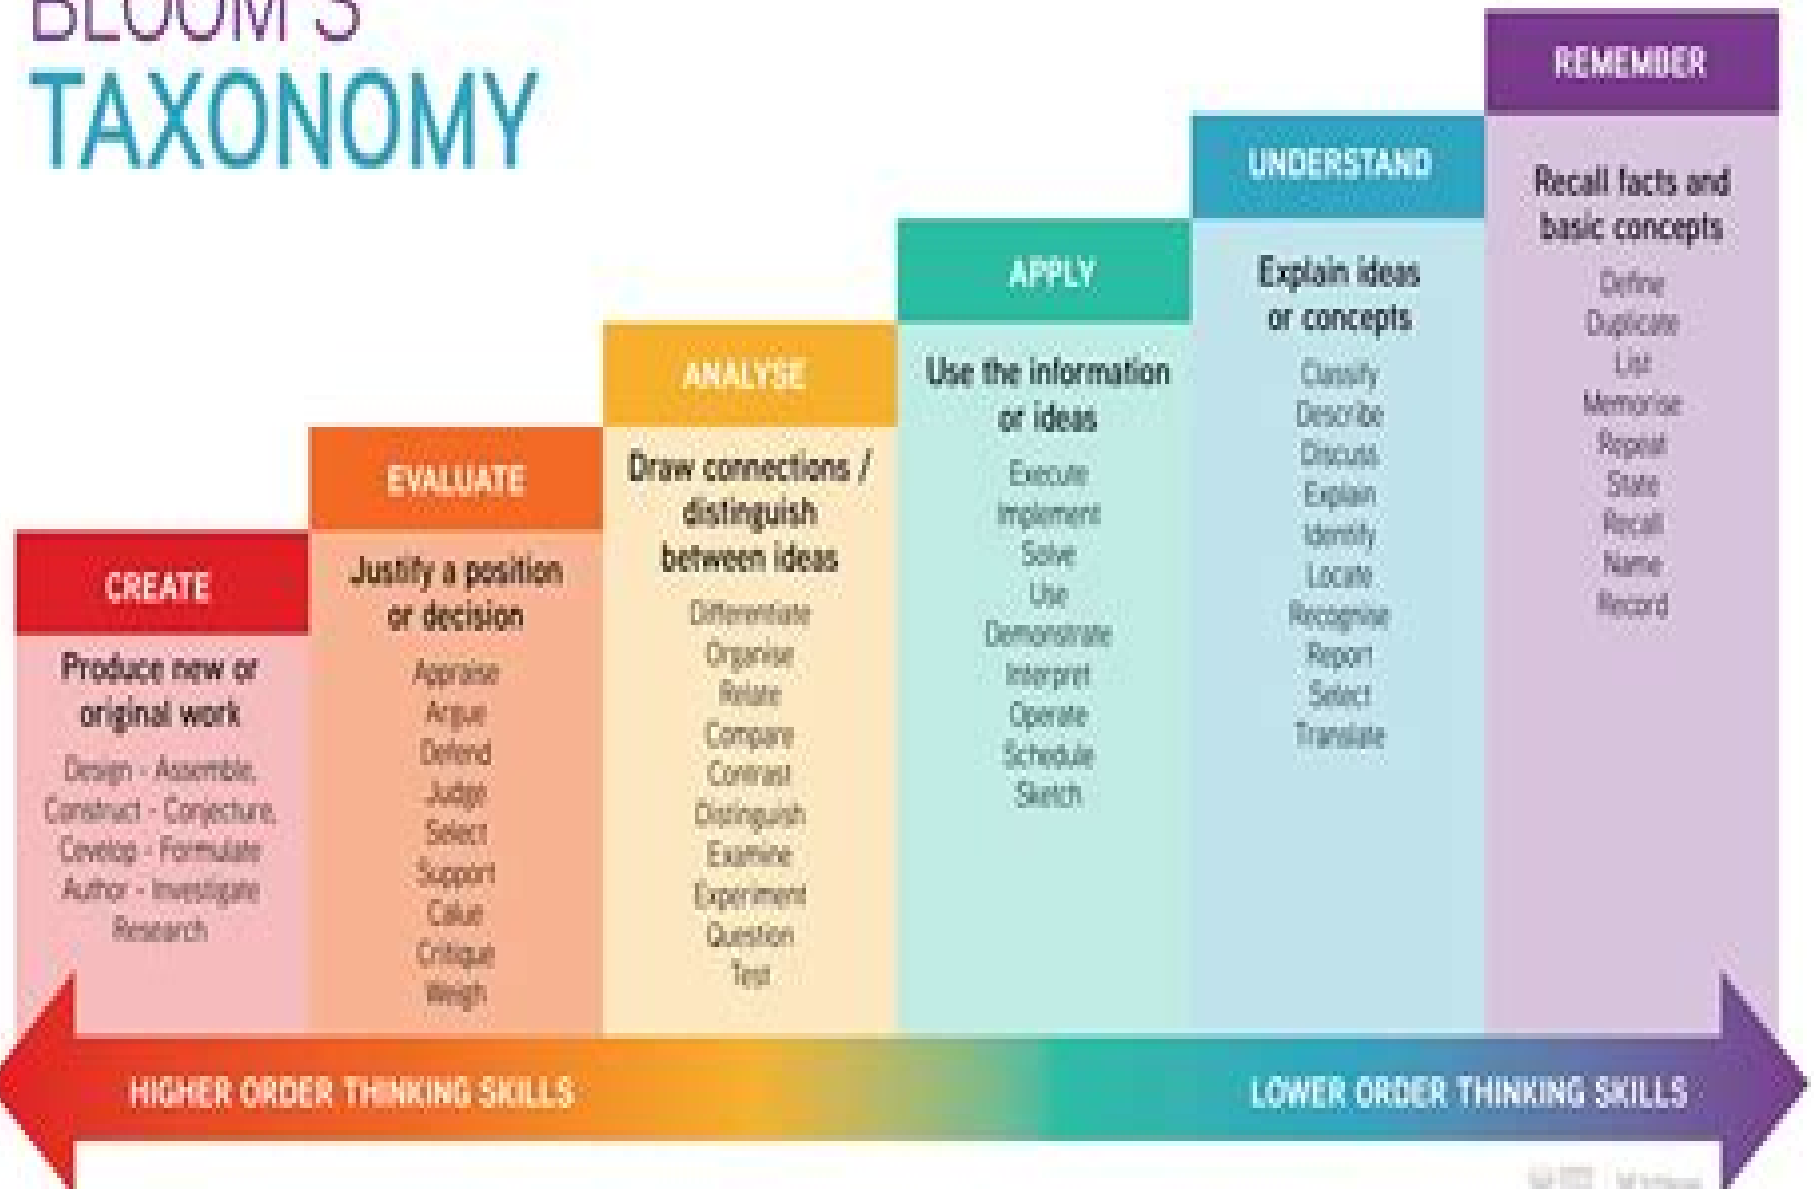 BLOOM'S
TAXONOMY
CREATE
Produce new or
original work
Design - Assemble,
Construct - Conjecture,
Cevelop - Formulate
Author - Investigate
Research
EVALUATE
Justify a position
or decision
Appraise
Argue
Defend
Judge
Select
Support
Calue
Critique
Weigh
ANALYSE
Draw connections /
distinguish
between ideas
Differentiate
Organise
Relate
Compare
Contrast
Distinguish
Examine
Experiment
Question
Test
APPLY
Use the information
or ideas
Execute
Implement
Solve
Use
Demonstrate
Interpret
Operate
Schedule
Sketch
UNDERSTAND
Explain ideas
or concepts
Classify
Describe
Discuss
Explain
Identify
Locate
Recognise
Report
Select
Translate
REMEMBER
Recall facts and
basic concepts
Define
Duplicate
List
Memorise
Repeat
State
Recall
Name
Record
HIGHER ORDER THINKING SKILLS
LOWER ORDER THINKING SKILLS